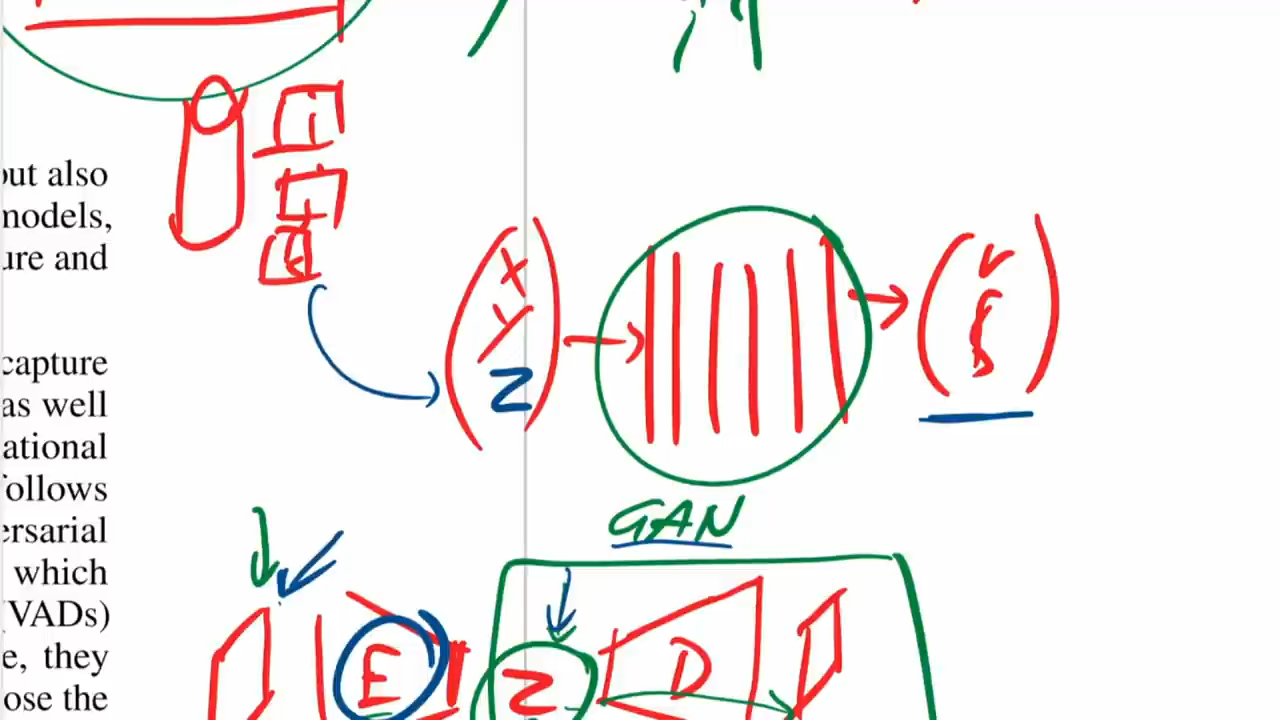 out also
models,
ure and
capture
as well
ational
follows
ersarial
which
(VADs)
e, they
ose the
X
Y
Z
GAN
E
Z
D